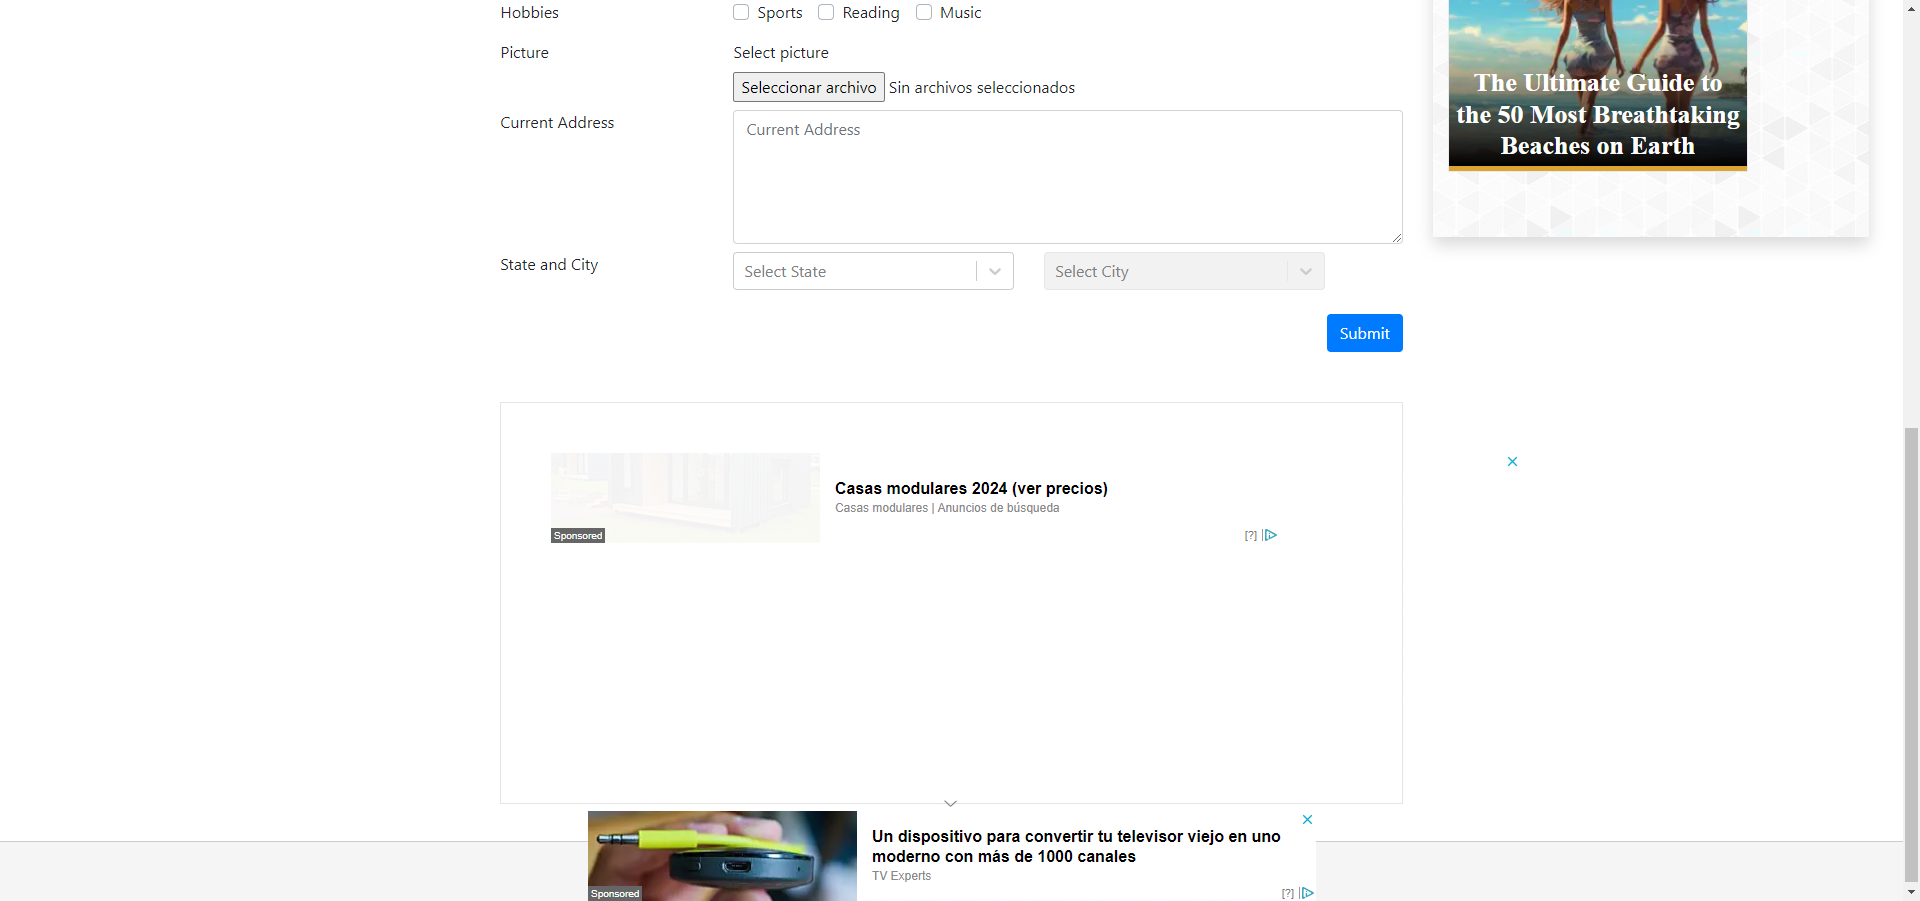 Hobbies
Sports Reading Music
Picture
Select picture
Seleccionar archivo Sin archivos seleccionados
Current Address
Current Address
State and City
Select State
Select City
Submit
The Ultimate Guide to
the 50 Most Breathtaking
Beaches on Earth
Sponsored
Casas modulares 2024 (ver precios)
Casas modulares | Anuncios de búsqueda
[?]
Sponsored
Un dispositivo para convertir tu televisor viejo en uno
moderno con más de 1000 canales
TV Experts
[?]